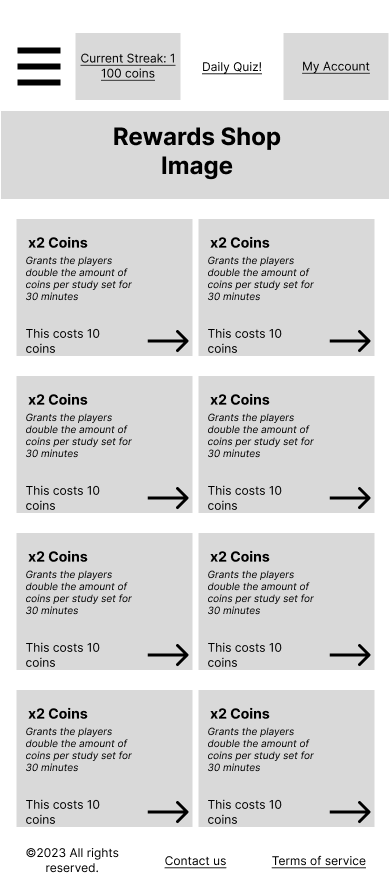 Current Streak: 1
100 coins
Daily Quiz!
My Account
Rewards Shop
Image
x2 Coins
Grants the players
double the amount of
coins per study set for
30 minutes
This costs 10
coins
x2 Coins
Grants the players
double the amount of
coins per study set for
30 minutes
This costs 10
coins
x2 Coins
Grants the players
double the amount of
coins per study set for
30 minutes
This costs 10
coins
x2 Coins
Grants the players
double the amount of
coins per study set for
30 minutes
This costs 10
coins
x2 Coins
Grants the players
double the amount of
coins per study set for
30 minutes
This costs 10
coins
x2 Coins
Grants the players
double the amount of
coins per study set for
30 minutes
This costs 10
coins
x2 Coins
Grants the players
double the amount of
coins per study set for
30 minutes
This costs 10
coins
x2 Coins
Grants the players
double the amount of
coins per study set for
30 minutes
This costs 10
coins
©2023 All rights
reserved.
Contact us
Terms of service